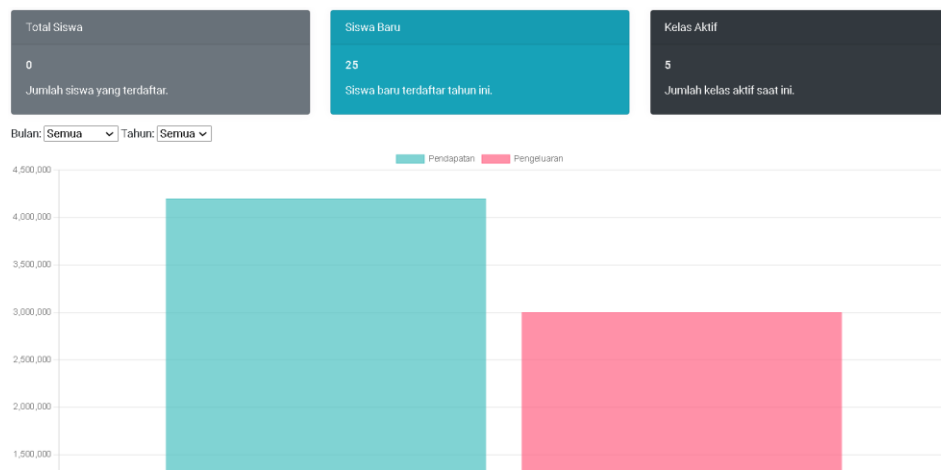 Total Siswa
0
Jumlah siswa yang terdaftar.
Siswa Baru
25
Siswa baru terdaftar tahun ini.
Kelas Aktif
5
Jumlah kelas aktif saat ini.
Bulan: Semua Tahun: Semua
Pendapatan Pengeluaran
4,500,000
4,000,000
3,500,000
3,000,000
2,500,000
2,000,000
1,500,000